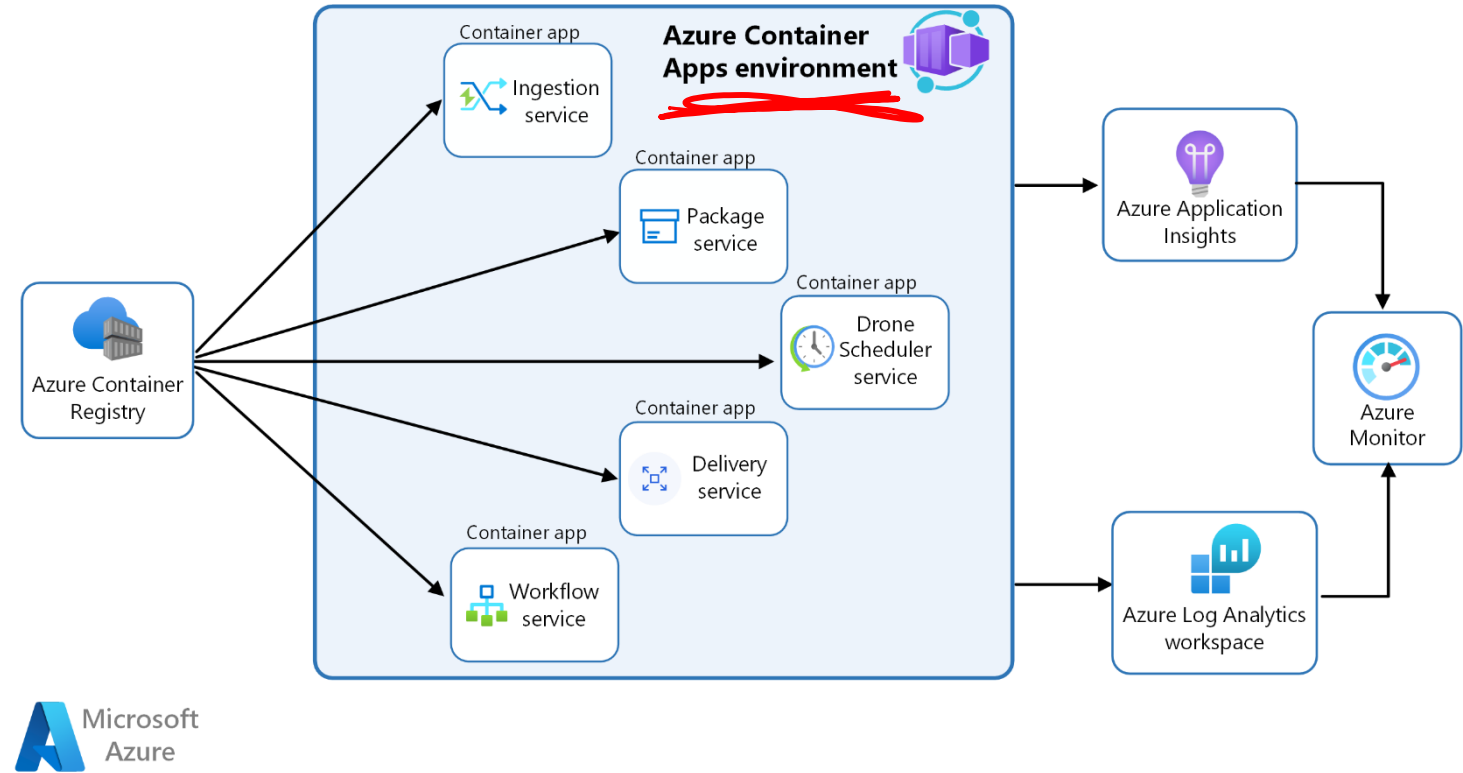 Container app
Ingestion
service
Azure Container
Apps environment
Container app
Package
service
Container app
Drone
Scheduler
service
Container app
Delivery
service
Container app
Workflow
service
Azure Container
Registry
Azure Application
Insights
Azure
Monitor
Azure Log Analytics
workspace
Microsoft
Azure